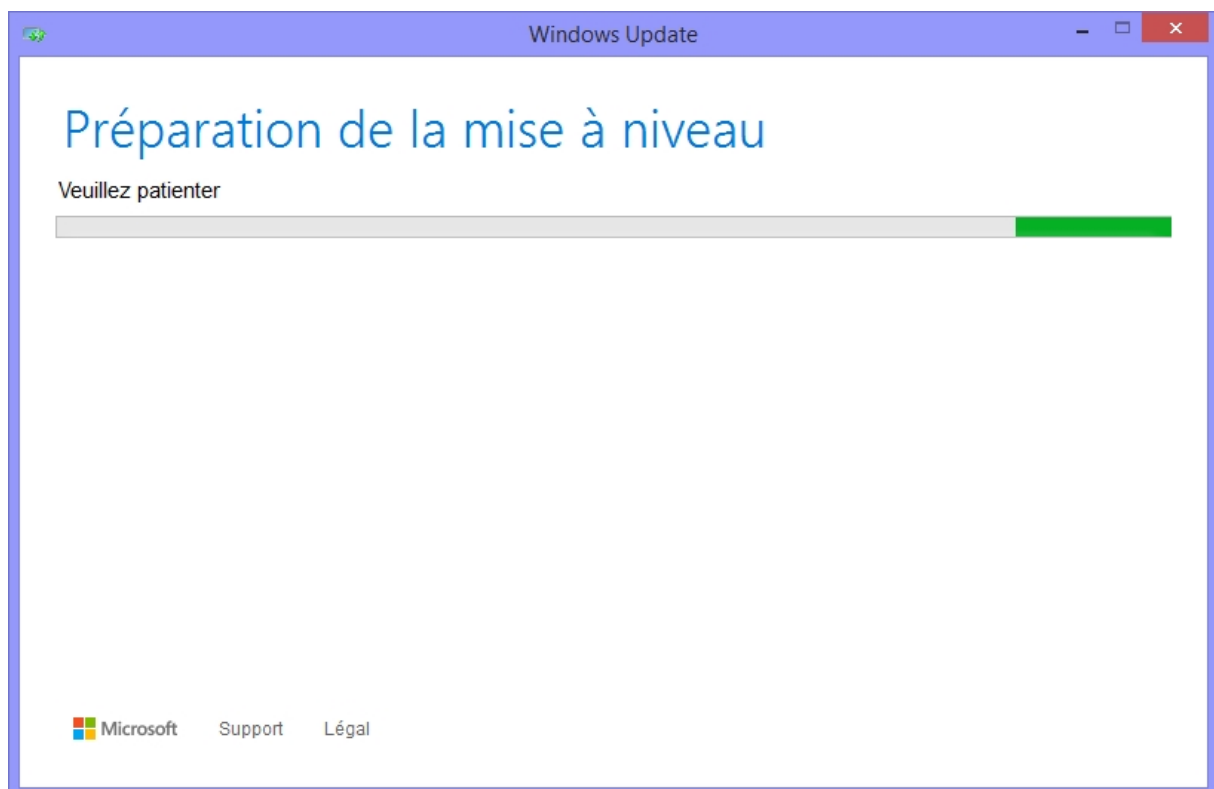 Windows Update
Préparation de la mise à niveau
Veuillez patienter
Microsoft Support Légal